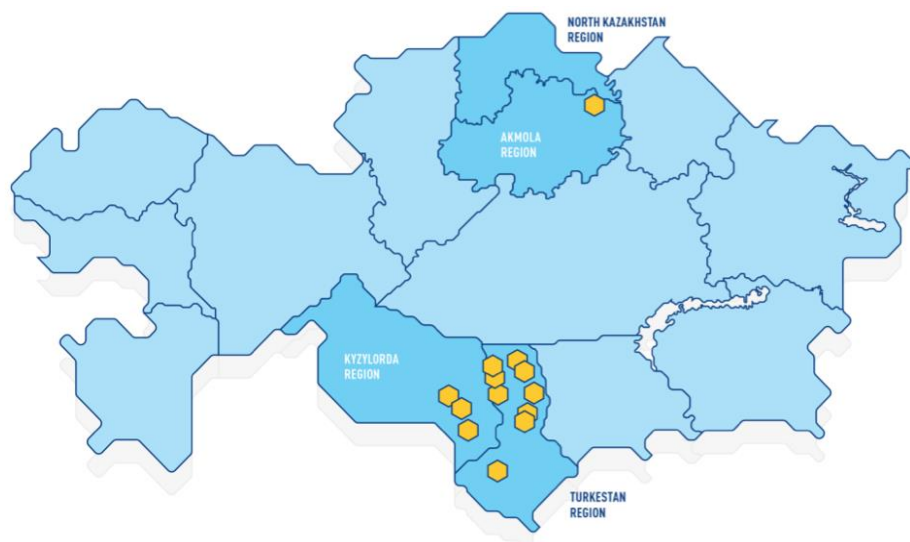 NORTH KAZAKHSTAN
REGION
AKMOLA
REGION
KYZYLORDA
REGION
TURKESTAN
REGION